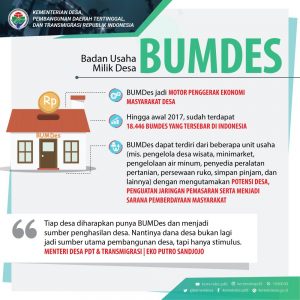 KEMENTERIAN DESA,
PEMBANGUNAN DAERAH TERTINGGAL,
DAN TRANSMIGRASI REPUBLIK INDONESIA
Badan Usaha
Milik Desa
BUMDES
Rp
BUMDes
BUMDes jadi MOTOR PENGGERAK EKONOMI
MASYARAKAT DESA
Hingga awal 2017, sudah terdapat
18.446 BUMDES YANG TERSEBAR DI INDONESIA
BUMDes dapat terdiri dari beberapa unit usaha
(mis, pengelola desa wisata, minimarket,
pengelolaan air minum, penyedia peralatan
pertanian, persewaan ruko, simpan pinjam, dan
lainnya) dengan mengutamakan POTENSI DESA,
PENGUATAN JARINGAN PEMASARAN SERTA MENJADI
SARANA PEMBERDAYAAN MASYARAKAT
Tiap desa diharapkan punya BUMDes dan menjadi
sumber penghasilan desa. Nantinya dana desa bukan lagi
jadi sumber utama pembangunan desa, tapi hanya stimulus.
MENTERI DESA PDT & TRANSMIGRASI | EKO PUTRO SANDJOJO